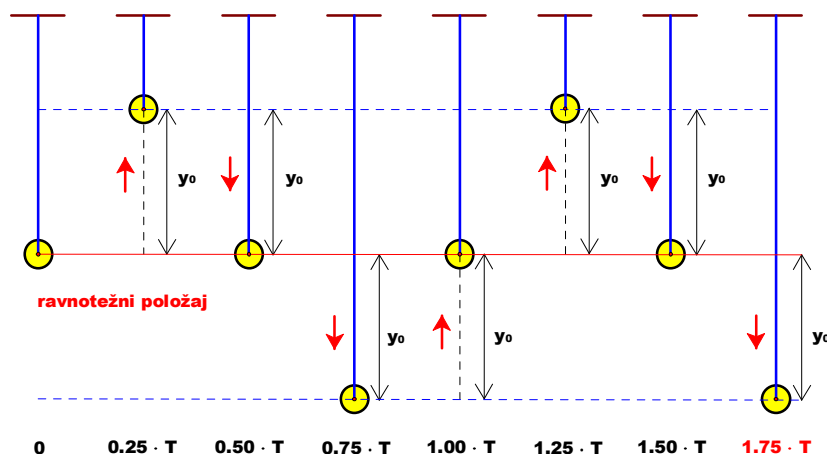 y₀
y₀
y₀
y₀
ravnotežni položaj
y₀
y₀
y₀
0 0.25 · T 0.50 · T 0.75 · T 1.00 · T 1.25 · T 1.50 · T 1.75 · T